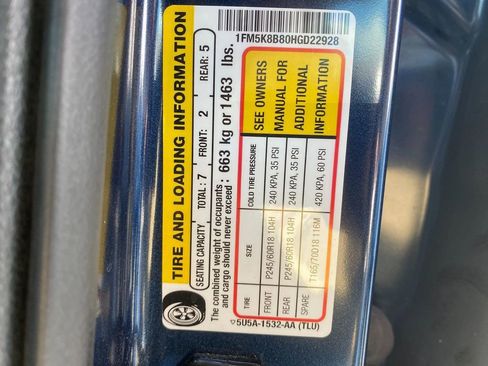 1FM5K8B80HGD22928
TIRE AND LOADING INFORMATION
SEATING CAPACITY TOTAL: 7 FRONT: 2 REAR: 5
The combined weight of occupants
and cargo should never exceed : 663 kg or 1463 lbs.
TIRE SIZE COLD TIRE PRESSURE
FRONT P245/60R18 104H 240 KPA, 35 PSI
REAR P245/60R18 104H 240 KPA, 35 PSI
SPARE T165/70D18 116M 420 KPA, 60 PSI
SEE OWNERS
MANUAL FOR
ADDITIONAL
INFORMATION
5U5A-1532-AA (TLU)